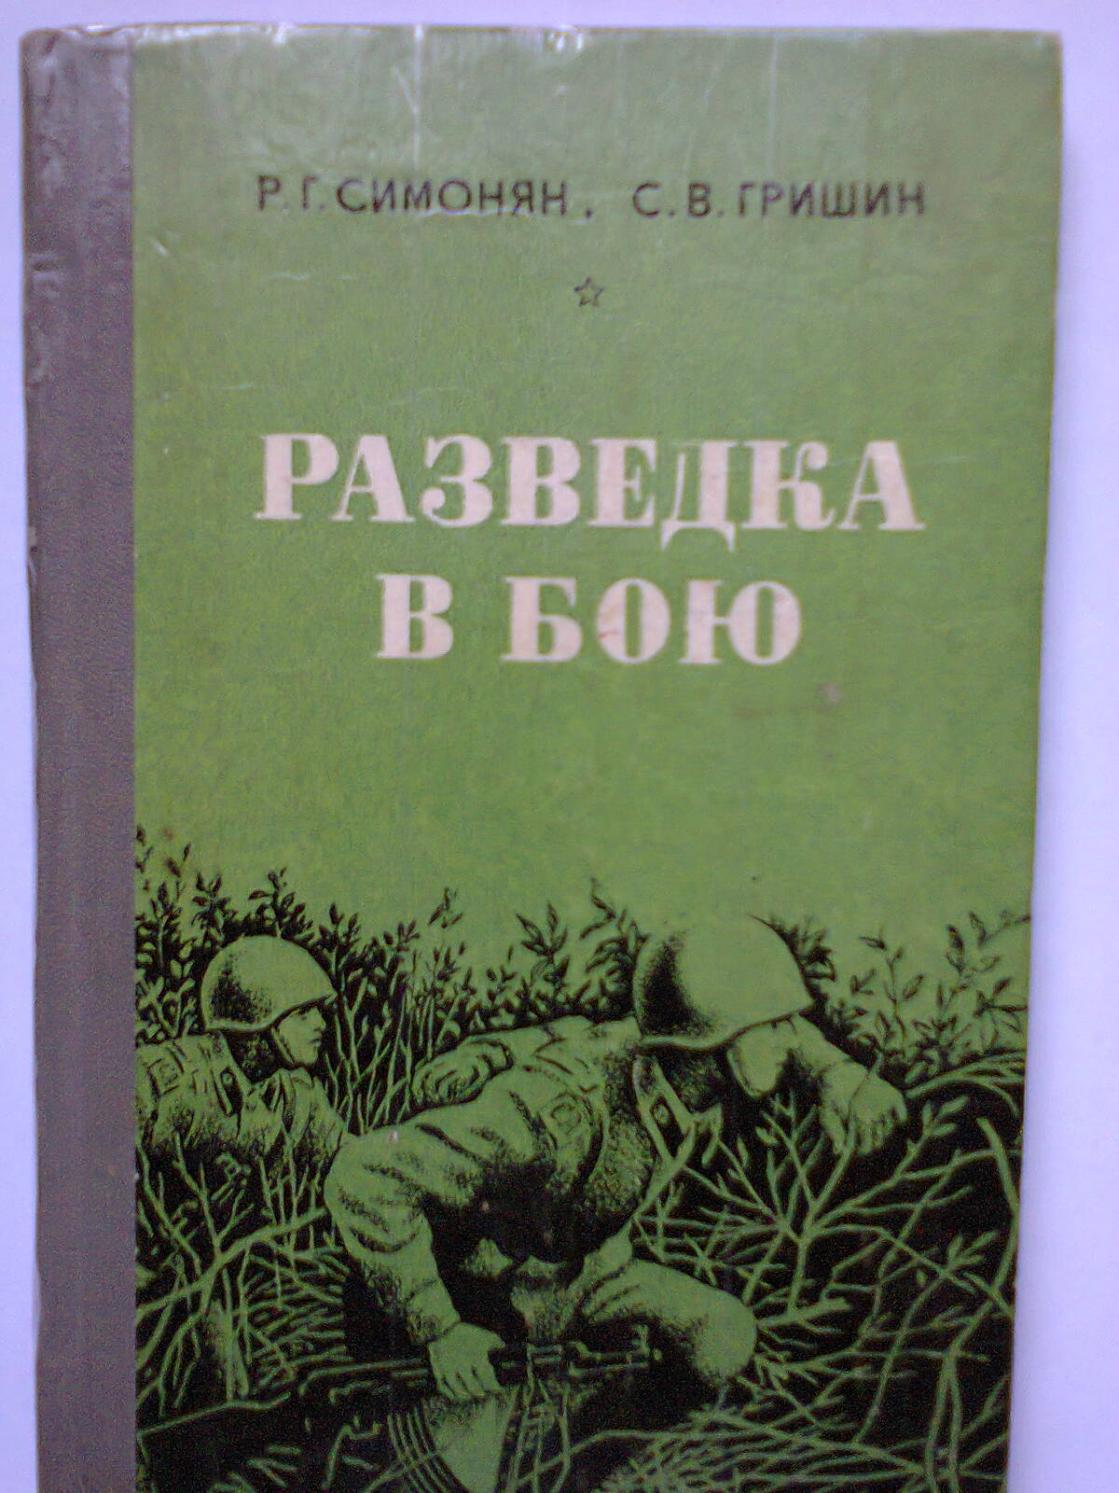 Р. Г. СИМОНЯН, С. В. ГРИШИН
РАЗВЕДКА
В БОЮ